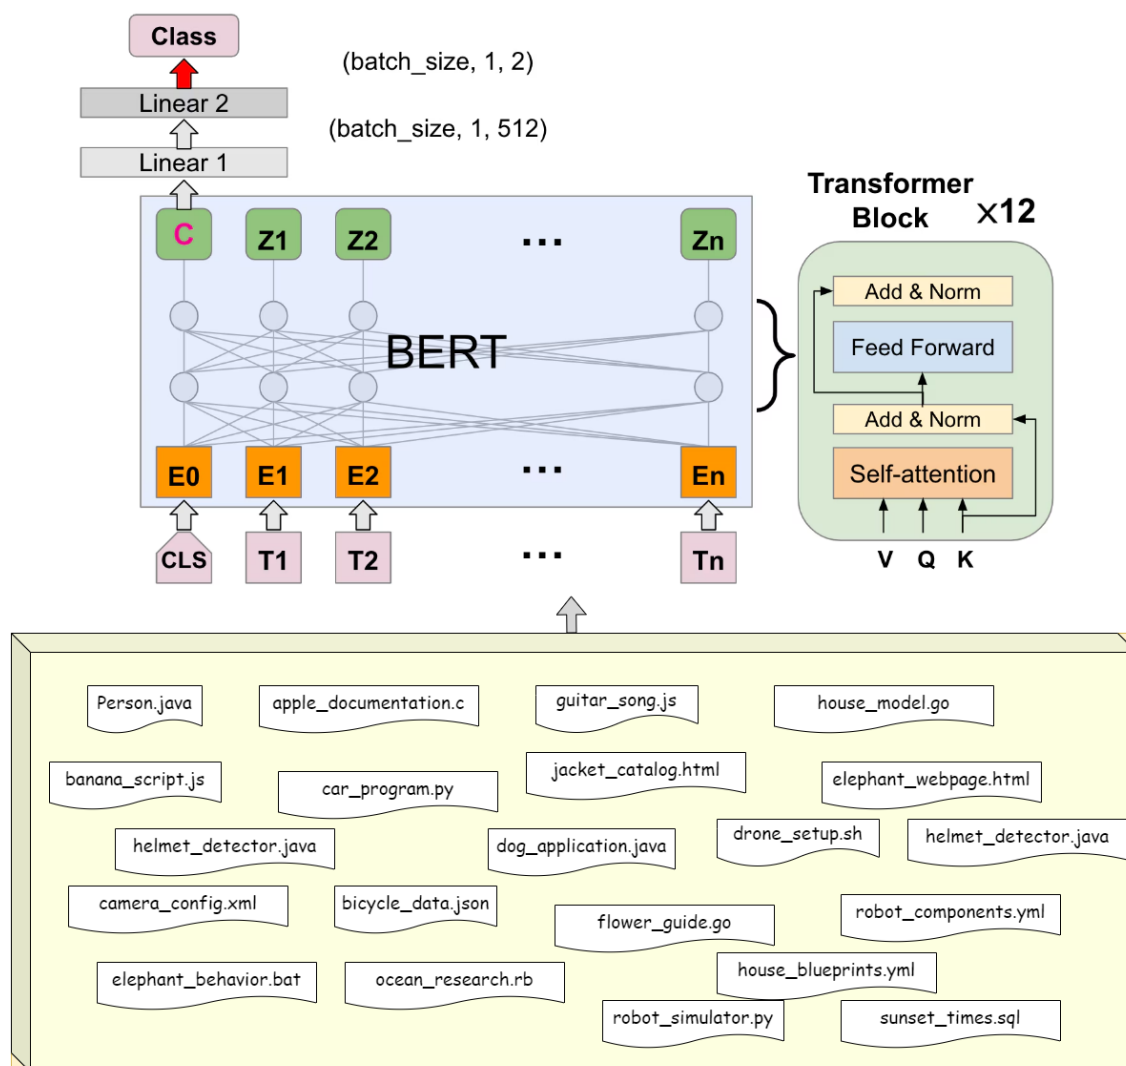 Class
(batch_size, 1, 2)
Linear 2
(batch_size, 1, 512)
Linear 1
Transformer
Block
×12
C
Z1
Z2
...
Zn
BERT
Add & Norm
Feed Forward
Add & Norm
Self-attention
E0
E1
E2
...
En
V
Q
K
CLS
T1
T2
...
Tn
Person.java
apple_documentation.c
guitar_song.js
house_model.go
banana_script.js
car_program.py
jacket_catalog.html
elephant_webpage.html
helmet_detector.java
dog_application.java
drone_setup.sh
helmet_detector.java
camera_config.xml
bicycle_data.json
flower_guide.go
robot_components.yml
elephant_behavior.bat
ocean_research.rb
house_blueprints.yml
robot_simulator.py
sunset_times.sql